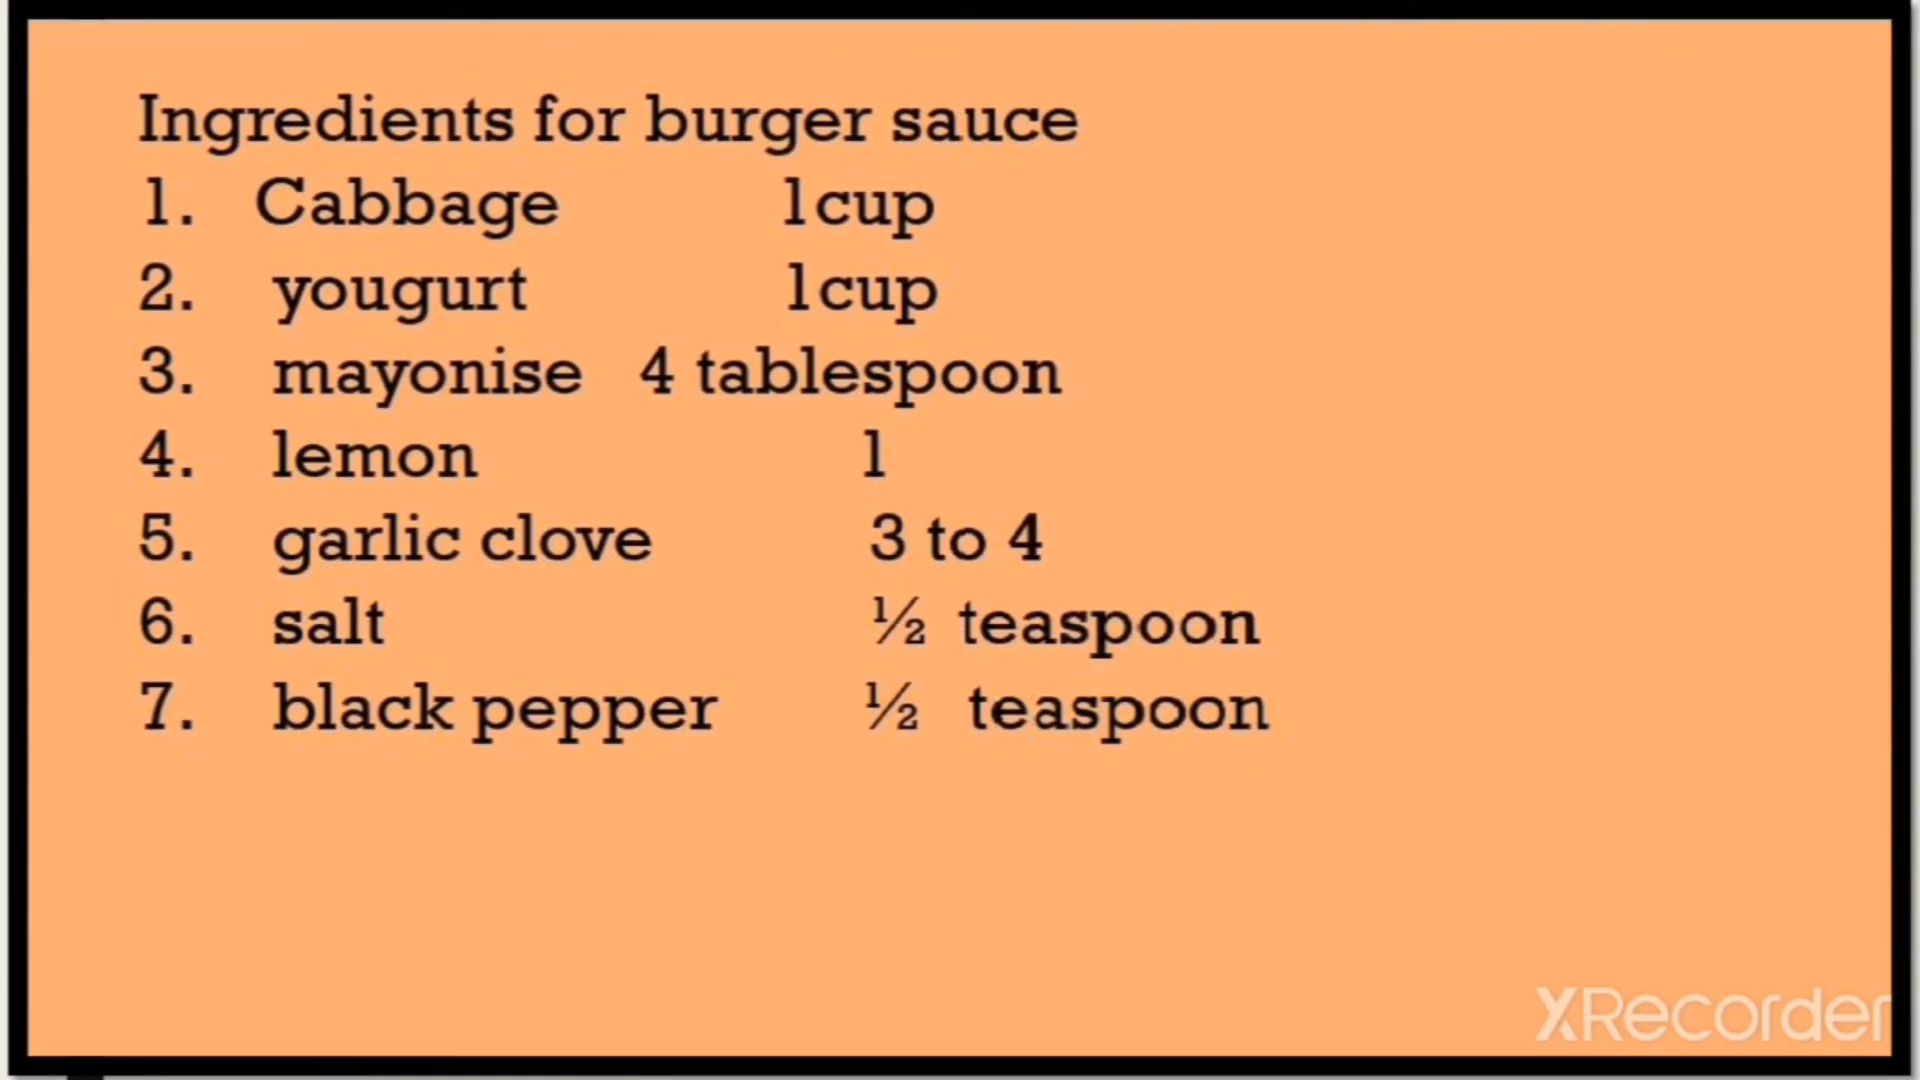 Ingredients for burger sauce
1. Cabbage 1cup
2. yougurt 1cup
3. mayonise 4 tablespoon
4. lemon 1
5. garlic clove 3 to 4
6. salt ½ teaspoon
7. black pepper ½ teaspoon
XRecorder